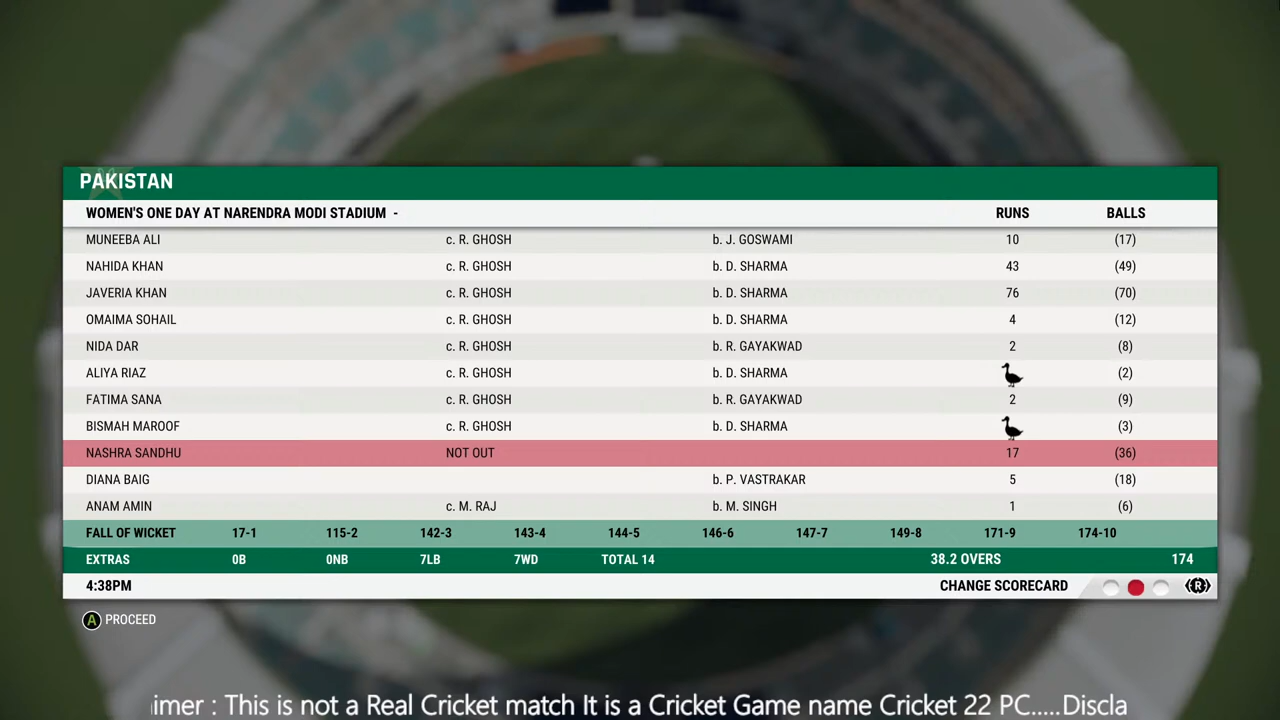 PAKISTAN
WOMEN'S ONE DAY AT NARENDRA MODI STADIUM - RUNS BALLS
MUNEEBA ALI c. R. GHOSH b. J. GOSWAMI 10 (17)
NAHIDA KHAN c. R. GHOSH b. D. SHARMA 43 (49)
JAVERIA KHAN c. R. GHOSH b. D. SHARMA 76 (70)
OMAIMA SOHAIL c. R. GHOSH b. D. SHARMA 4 (12)
NIDA DAR c. R. GHOSH b. R. GAYAKWAD 2 (8)
ALIYA RIAZ c. R. GHOSH b. D. SHARMA (2)
FATIMA SANA c. R. GHOSH b. R. GAYAKWAD 2 (9)
BISMAH MAROOF c. R. GHOSH b. D. SHARMA (3)
NASHRA SANDHU NOT OUT 17 (36)
DIANA BAIG b. P. VASTRAKAR 5 (18)
ANAM AMIN c. M. RAJ b. M. SINGH 1 (6)
FALL OF WICKET 17-1 115-2 142-3 143-4 144-5 146-6 147-7 149-8 171-9 174-10
EXTRAS 0B 0NB 7LB 7WD TOTAL 14 38.2 OVERS 174
4:38PM CHANGE SCORECARD R
A PROCEED
imer : This is not a Real Cricket match It is a Cricket Game name Cricket 22 PC.....Discla